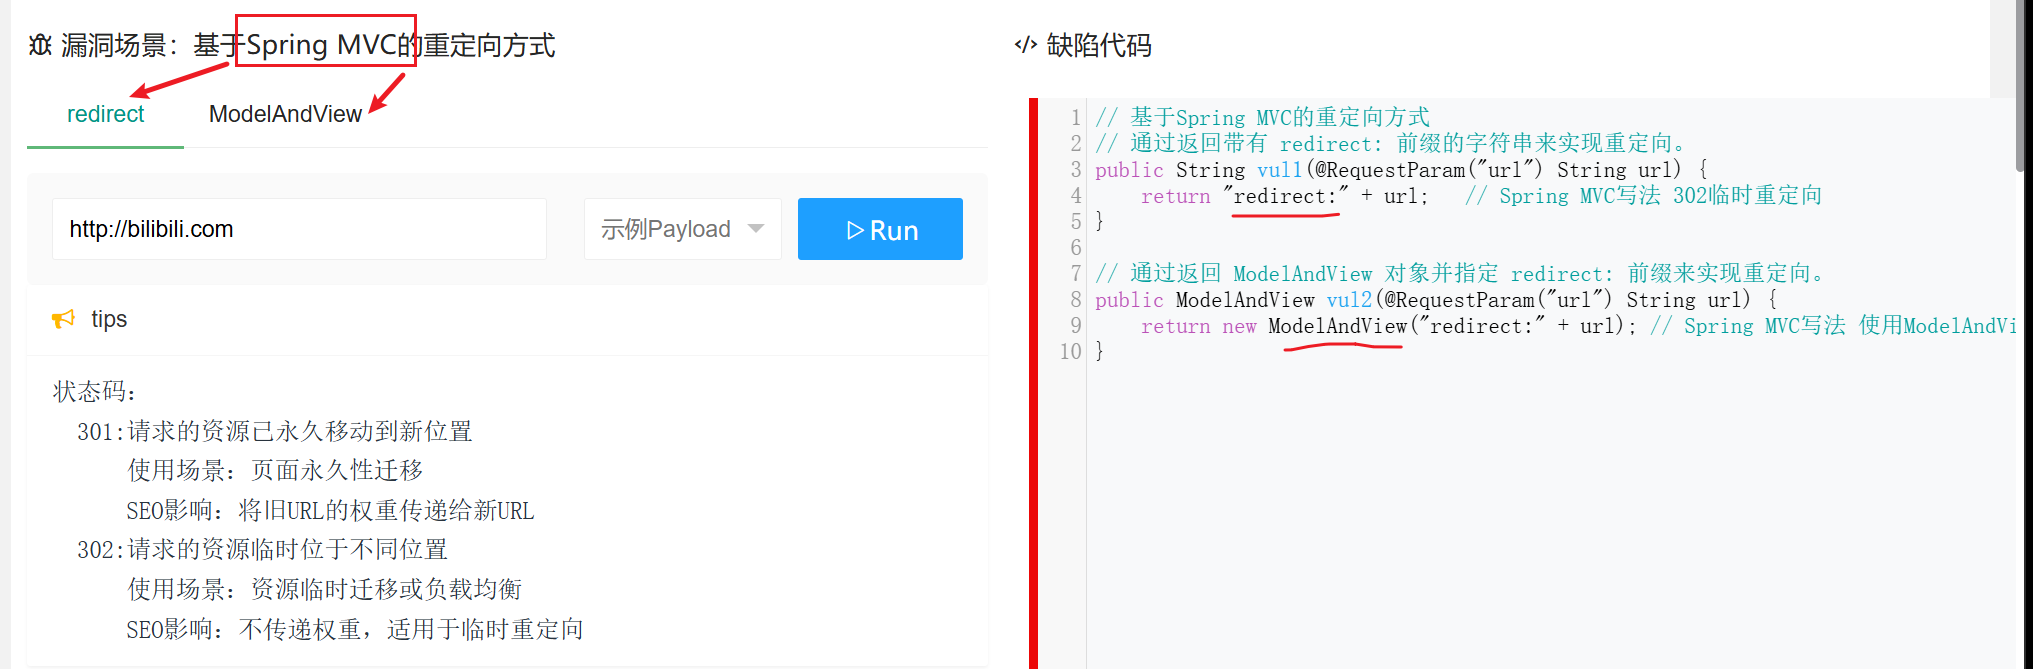 漏洞场景：基于Spring MVC的重定向方式
redirect
ModelAndView
http://bilibili.com
示例Payload
Run
tips
状态码：
301:请求的资源已永久移动到新位置
使用场景：页面永久性迁移
SEO影响：将旧URL的权重传递给新URL
302:请求的资源临时位于不同位置
使用场景：资源临时迁移或负载均衡
SEO影响：不传递权重，适用于临时重定向
</> 缺陷代码
1 // 基于Spring MVC的重定向方式
2 // 通过返回带有 redirect: 前缀的字符串来实现重定向。
3 public String vul1(@RequestParam("url") String url) {
4 return "redirect:" + url; // Spring MVC写法 302临时重定向
5 }
6
7 // 通过返回 ModelAndView 对象并指定 redirect: 前缀来实现重定向。
8 public ModelAndView vul2(@RequestParam("url") String url) {
9 return new ModelAndView("redirect:" + url); // Spring MVC写法 使用ModelAndVi
10 }